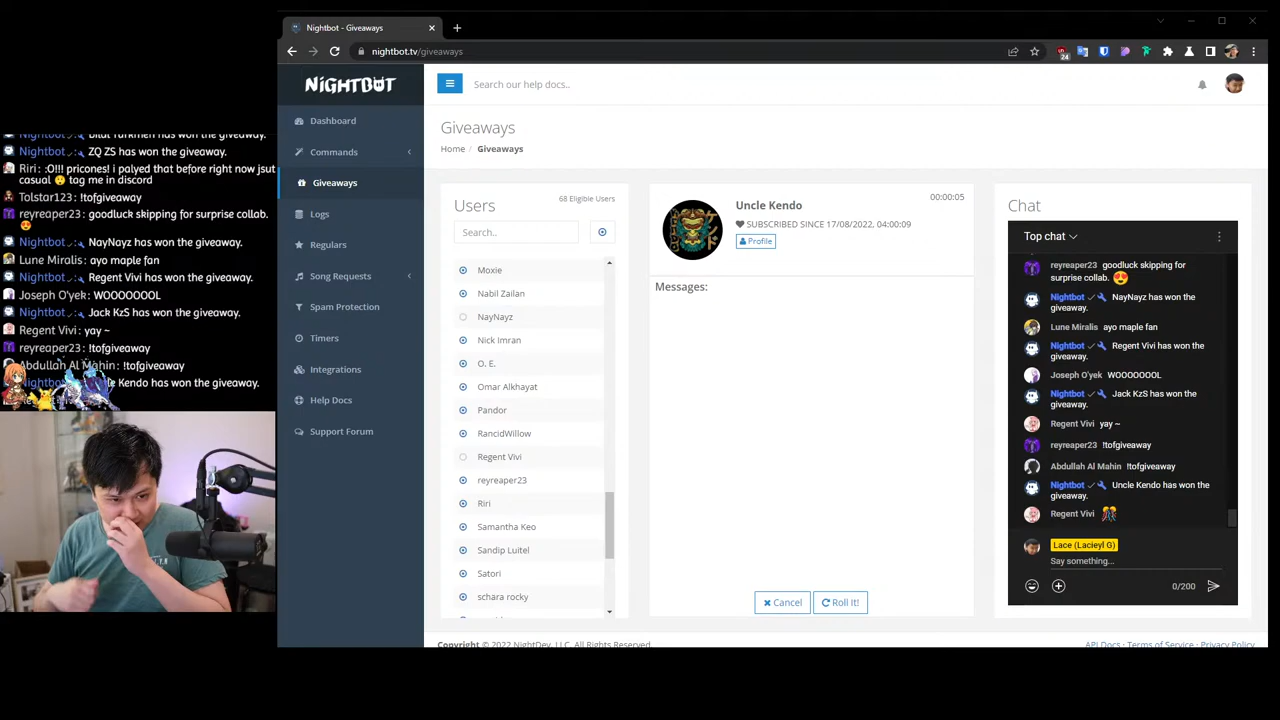 Nightbot - Giveaways
nightbot.tv/giveaways
24
NiGHTBOT
Search our help docs..
Dashboard
Commands
Giveaways
Logs
Regulars
Song Requests
Spam Protection
Timers
Integrations
Help Docs
Support Forum
Giveaways
Home / Giveaways
Users
68 Eligible Users
Search..
Moxie
Nabil Zailan
NayNayz
Nick Imran
O. E.
Omar Alkhayat
Pandor
RancidWillow
Regent Vivi
reyreaper23
Riri
Samantha Keo
Sandip Luitel
Satori
schara rocky
Uncle Kendo
00:00:05
SUBSCRIBED SINCE 17/08/2022, 04:00:09
Profile
Messages:
Cancel
Roll It!
Chat
Top chat
reyreaper23 goodluck skipping for
surprise collab.
Nightbot NayNayz has won the
giveaway.
Lune Miralis ayo maple fan
Nightbot Regent Vivi has won the
giveaway.
Joseph O'yek WOOOOOOOL
Nightbot Jack KzS has won the
giveaway.
Regent Vivi yay ~
reyreaper23 !tofgiveaway
Abdullah Al Mahin !tofgiveaway
Nightbot Uncle Kendo has won the
giveaway.
Regent Vivi
Lace (Lacieyl G)
Say something...
0/200
Copyright © 2022 NightDev, LLC. All Rights Reserved.
API Docs - Terms of Service - Privacy Policy
Nightbot : Bilal Türkmen has won the giveaway.
Nightbot : ZQ ZS has won the giveaway.
Riri : :O!!! pricones! i palyed that before right now jsut
casual tag me in discord
Tolstar123 : !tofgiveaway
reyreaper23 : goodluck skipping for surprise collab.
Nightbot : NayNayz has won the giveaway.
Lune Miralis : ayo maple fan
Nightbot : Regent Vivi has won the giveaway.
Joseph O'yek : WOOOOOOOL
Nightbot : Jack KzS has won the giveaway.
Regent Vivi : yay ~
reyreaper23 : !tofgiveaway
Abdullah Al Mahin : !tofgiveaway
Kendo has won the giveaway.